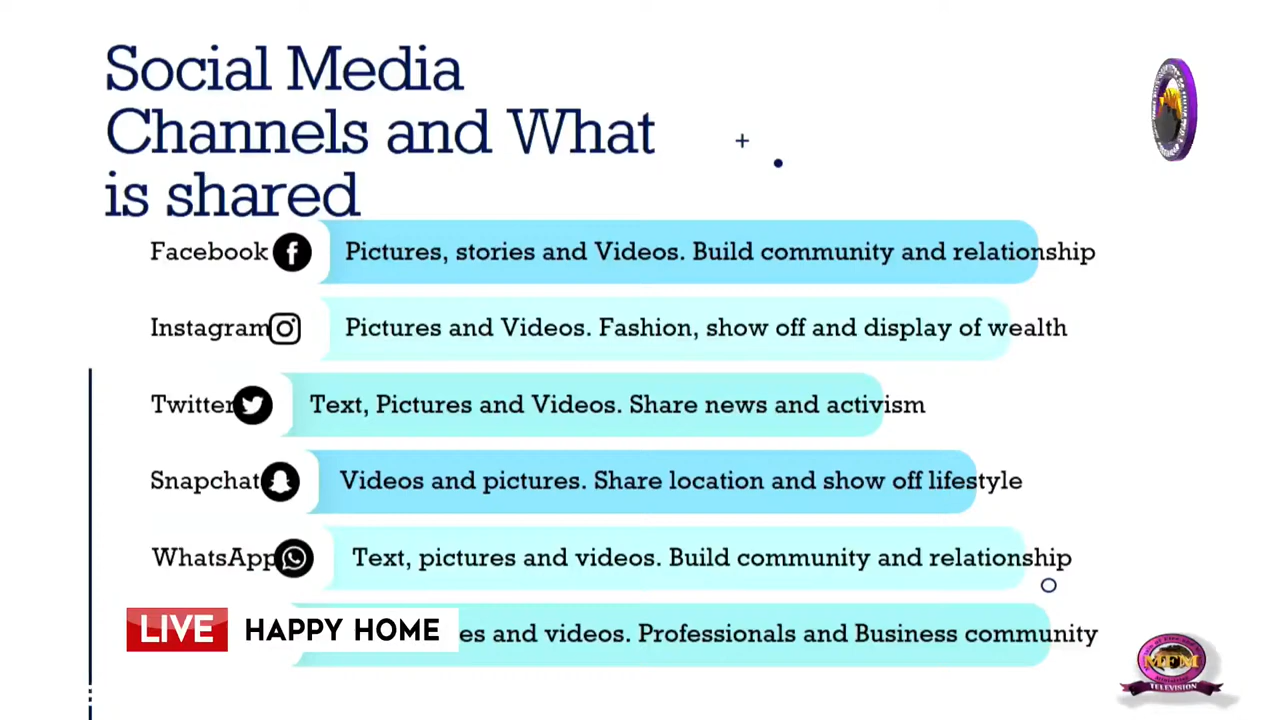 Social Media
Channels and What
is shared
Facebook Pictures, stories and Videos. Build community and relationship
Instagram Pictures and Videos. Fashion, show off and display of wealth
Twitter Text, Pictures and Videos. Share news and activism
Snapchat Videos and pictures. Share location and show off lifestyle
WhatsApp Text, pictures and videos. Build community and relationship
es and videos. Professionals and Business community
LIVE HAPPY HOME
MFM
TELEVISION